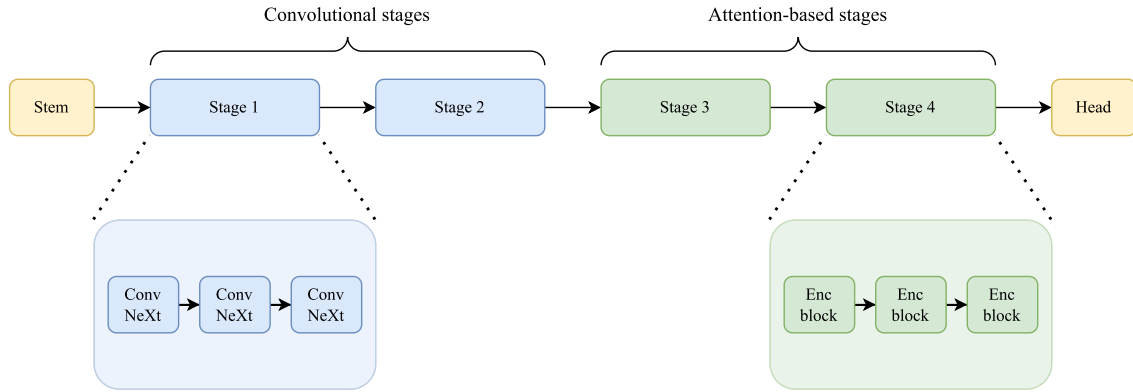 Convolutional stages
Attention-based stages
Stem
Stage 1
Stage 2
Stage 3
Stage 4
Head
Conv
NeXt
Conv
NeXt
Conv
NeXt
Enc
block
Enc
block
Enc
block